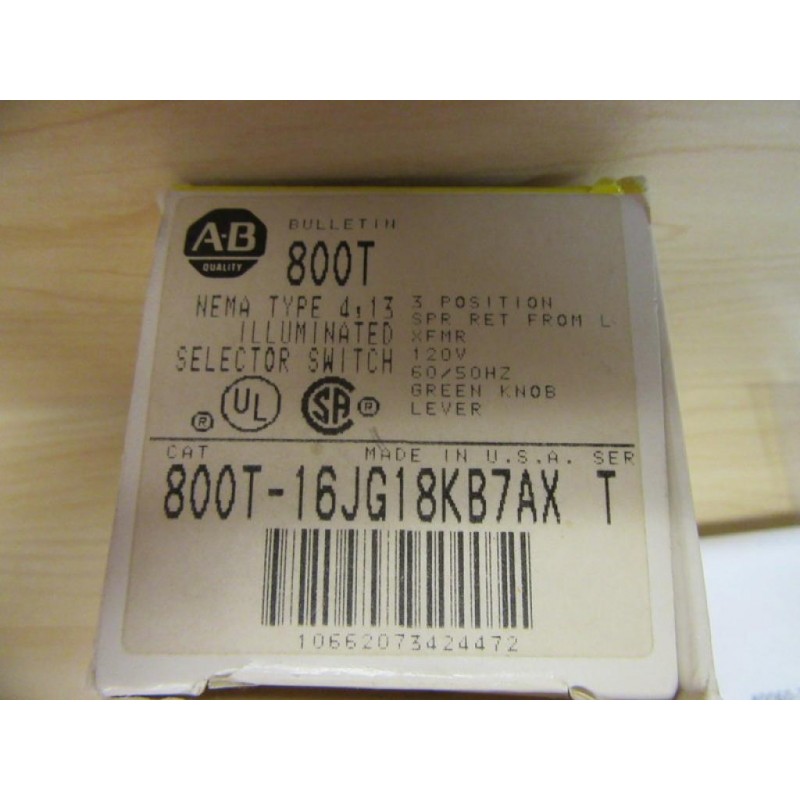 A-B
QUALITY
BULLETIN
800T
NEMA TYPE 4,13
ILLUMINATED
SELECTOR SWITCH
3 POSITION
SPR RET FROM L
XFMR
120V
60/50HZ
GREEN KNOB
LEVER
® UL SA ®
CAT MADE IN U.S.A. SER
800T-16JG18KB7AX T
10662073424472